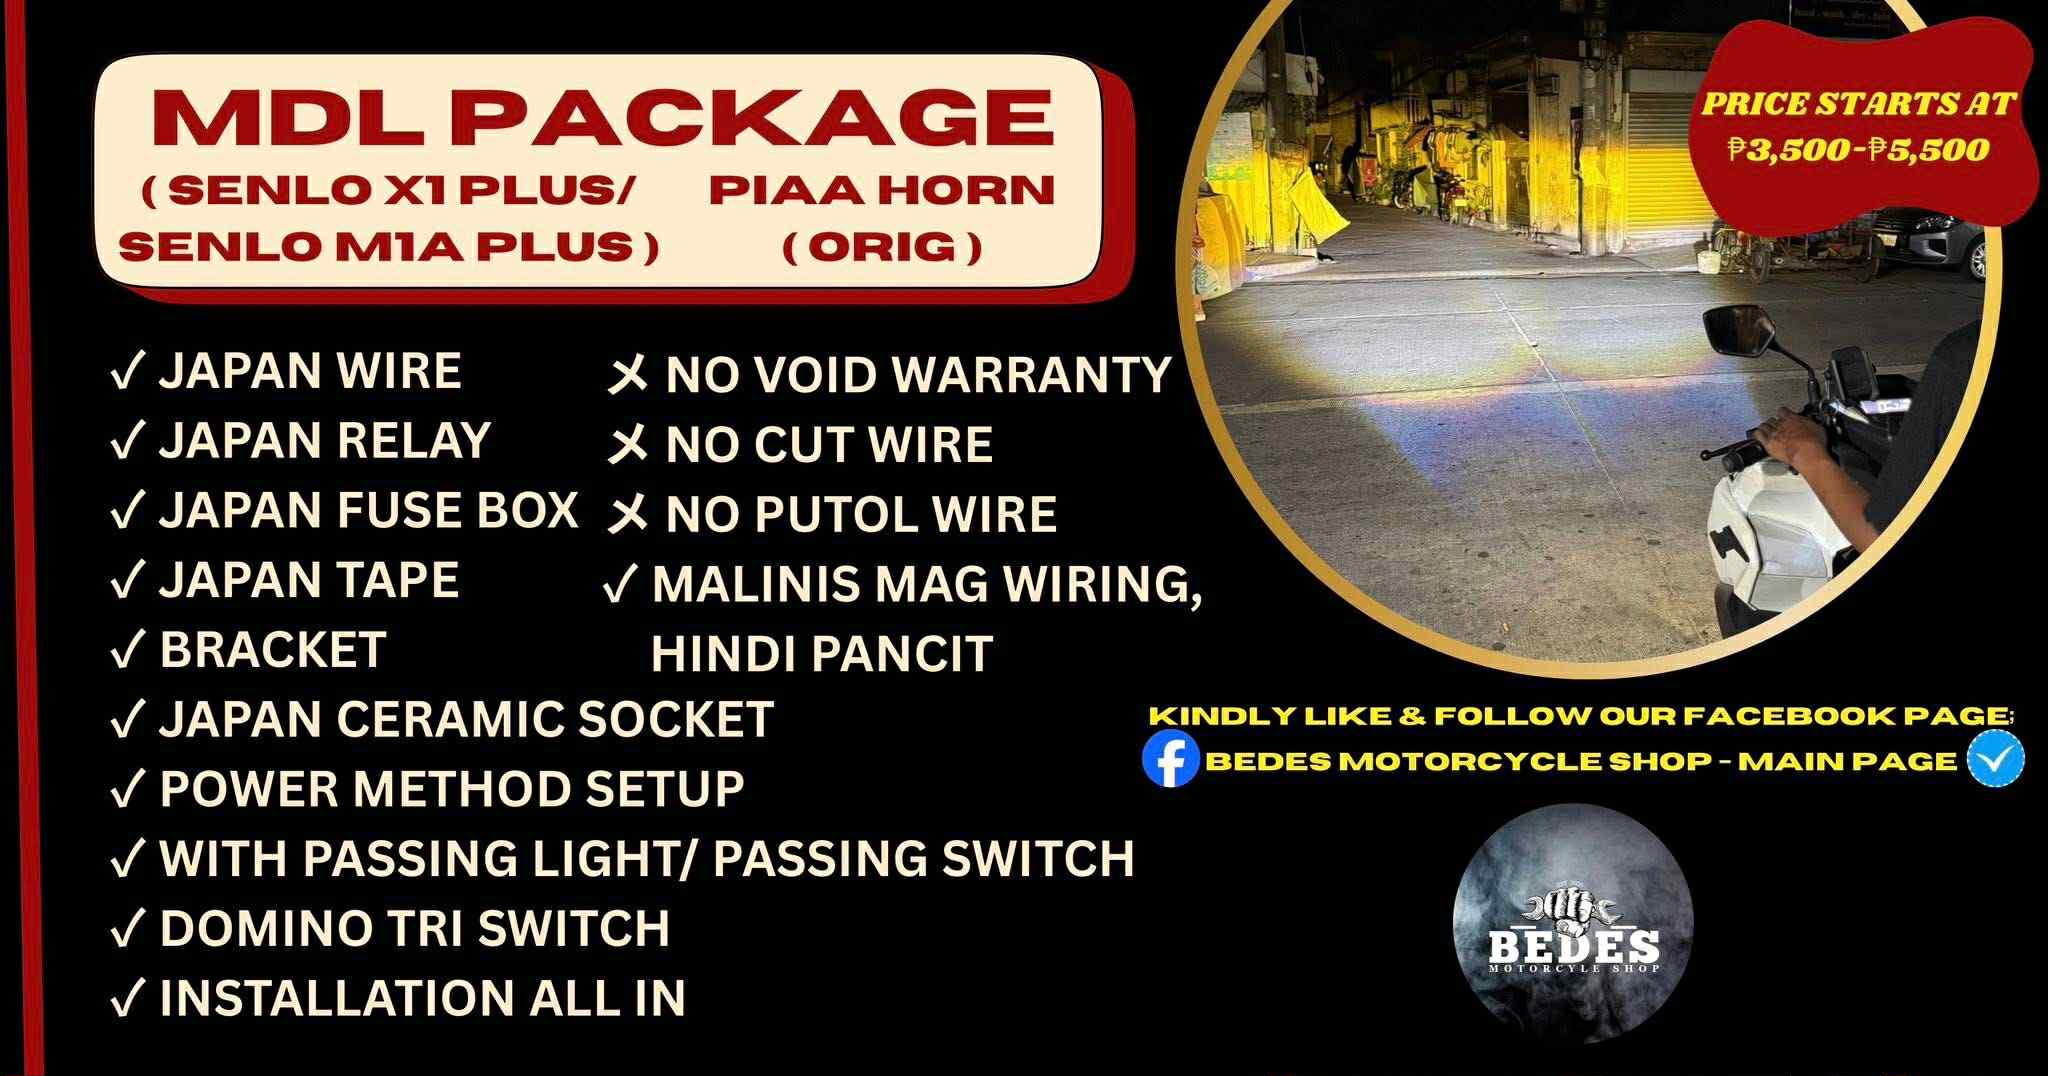 MDL PACKAGE
( SENLO X1 PLUS/
SENLO M1A PLUS )
PIAA HORN
( ORIG )
PRICE STARTS AT
₱3,500-₱5,500
✓ JAPAN WIRE
✓ JAPAN RELAY
✓ JAPAN FUSE BOX
✓ JAPAN TAPE
✓ BRACKET
✓ JAPAN CERAMIC SOCKET
✓ POWER METHOD SETUP
✓ WITH PASSING LIGHT/ PASSING SWITCH
✓ DOMINO TRI SWITCH
✓ INSTALLATION ALL IN
✗ NO VOID WARRANTY
✗ NO CUT WIRE
✗ NO PUTOL WIRE
✓ MALINIS MAG WIRING,
HINDI PANCIT
KINDLY LIKE & FOLLOW OUR FACEBOOK PAGE;
BEDES MOTORCYCLE SHOP - MAIN PAGE
BEDES
MOTORCYLE SHOP